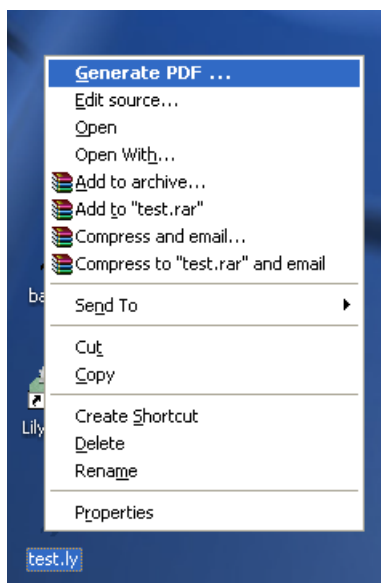 Generate PDF ...
Edit source...
Open
Open With...
Add to archive...
Add to "test.rar"
Compress and email...
Compress to "test.rar" and email
Send To
Cut
Copy
Create Shortcut
Delete
Rename
Properties
test.ly